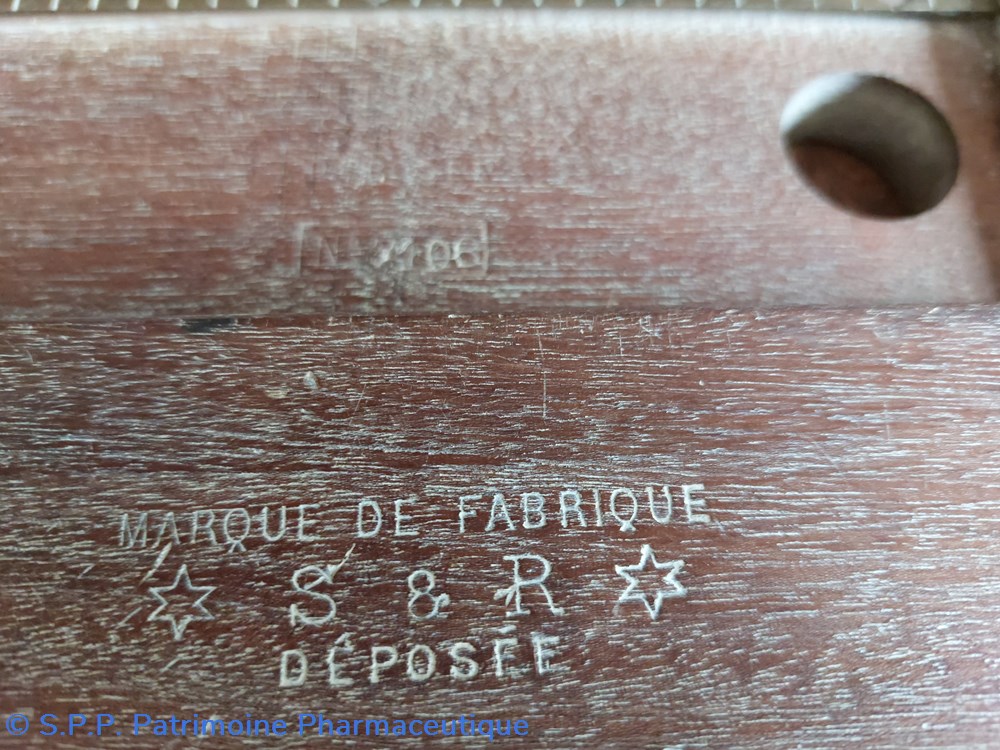 MARQUE DE FABRIQUE
S & R
DÉPOSÉE
© S.P.P. Patrimoine Pharmaceutique